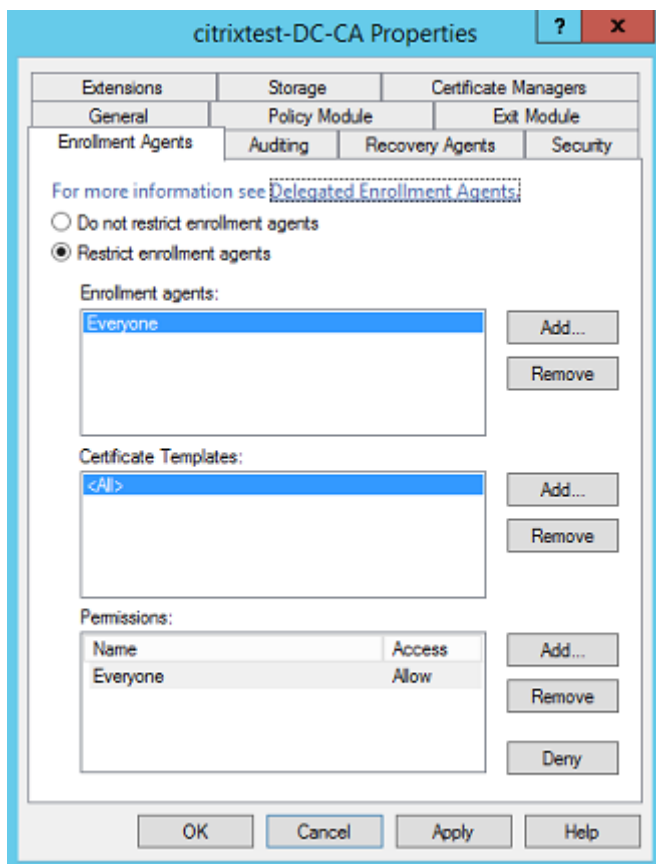 citrixtest-DC-CA Properties
? x
Extensions Storage Certificate Managers
General Policy Module Exit Module
Enrollment Agents Auditing Recovery Agents Security
For more information see Delegated Enrollment Agents.
Do not restrict enrollment agents
Restrict enrollment agents
Enrollment agents:
Everyone
Add...
Remove
Certificate Templates:
<All>
Add...
Remove
Permissions:
Name Access
Everyone Allow
Add...
Remove
Deny
OK Cancel Apply Help